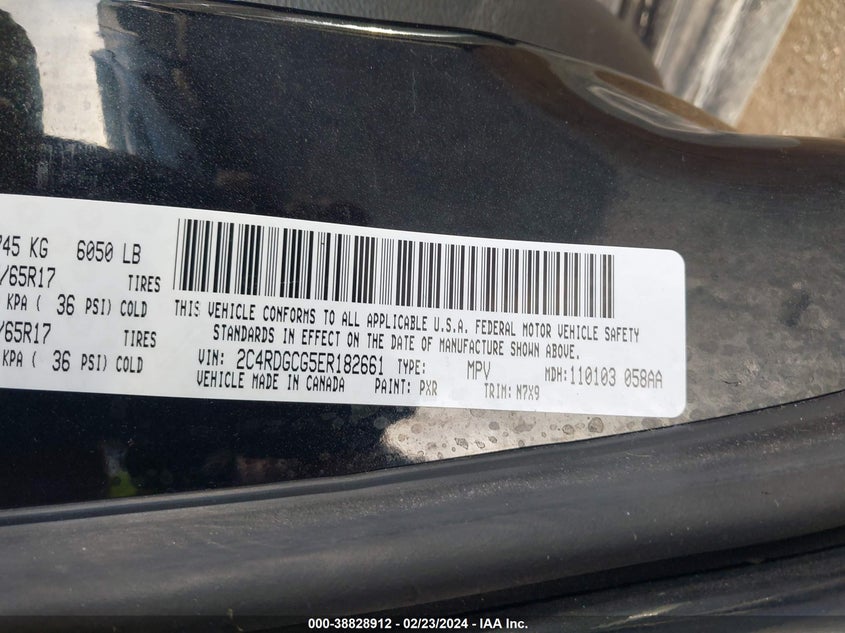 745 KG 6050 LB
/65R17 TIRES
KPA ( 36 PSI) COLD
/65R17 TIRES
KPA ( 36 PSI) COLD
THIS VEHICLE CONFORMS TO ALL APPLICABLE U.S.A. FEDERAL MOTOR VEHICLE SAFETY
STANDARDS IN EFFECT ON THE DATE OF MANUFACTURE SHOWN ABOVE.
VIN: 2C4RDGCG5ER182661 TYPE: MPV MDH:110103 058AA
VEHICLE MADE IN CANADA PAINT: PXR TRIM: N7X9
000-38828912 - 02/23/2024 - IAA Inc.